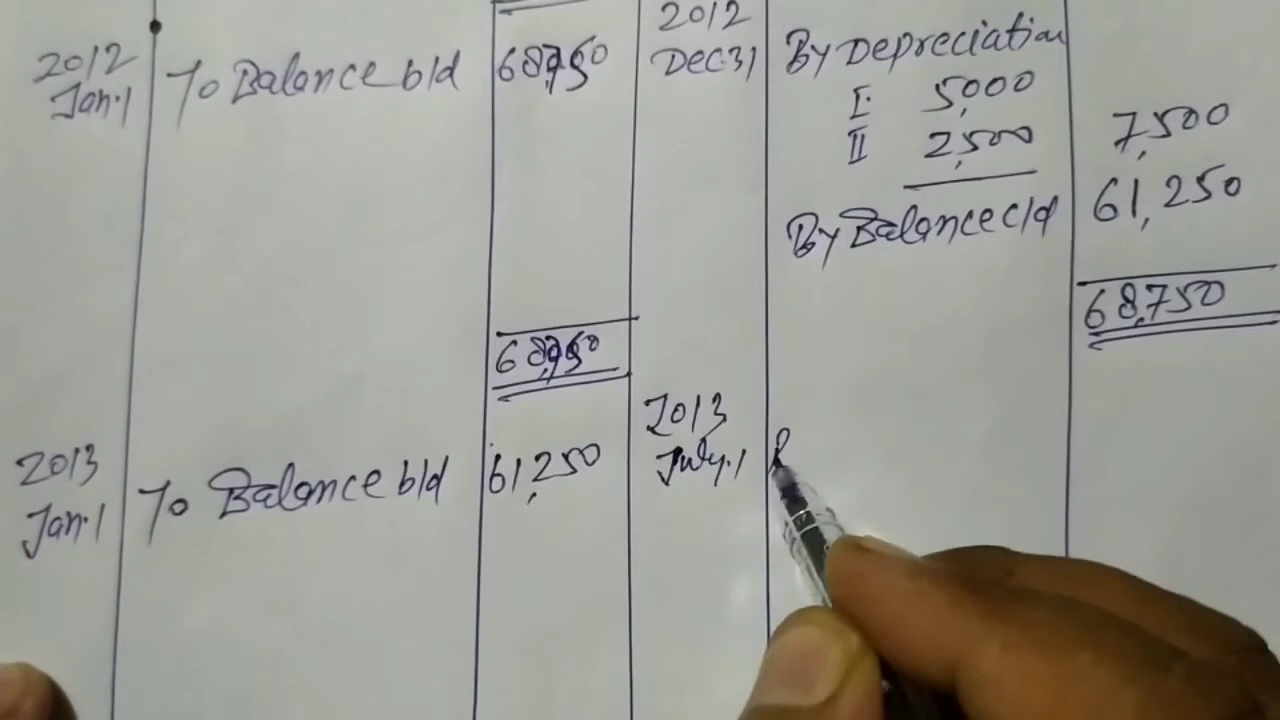 2012
Jan.1
To Balance b/d
68,750
2012
Dec.31
By Depreciation
I. 5,000
II 2,500
7,500
By Balance c/d
61,250
68,750
68,750
2013
Jan.1
To Balance b/d
61,250
2013
July.1